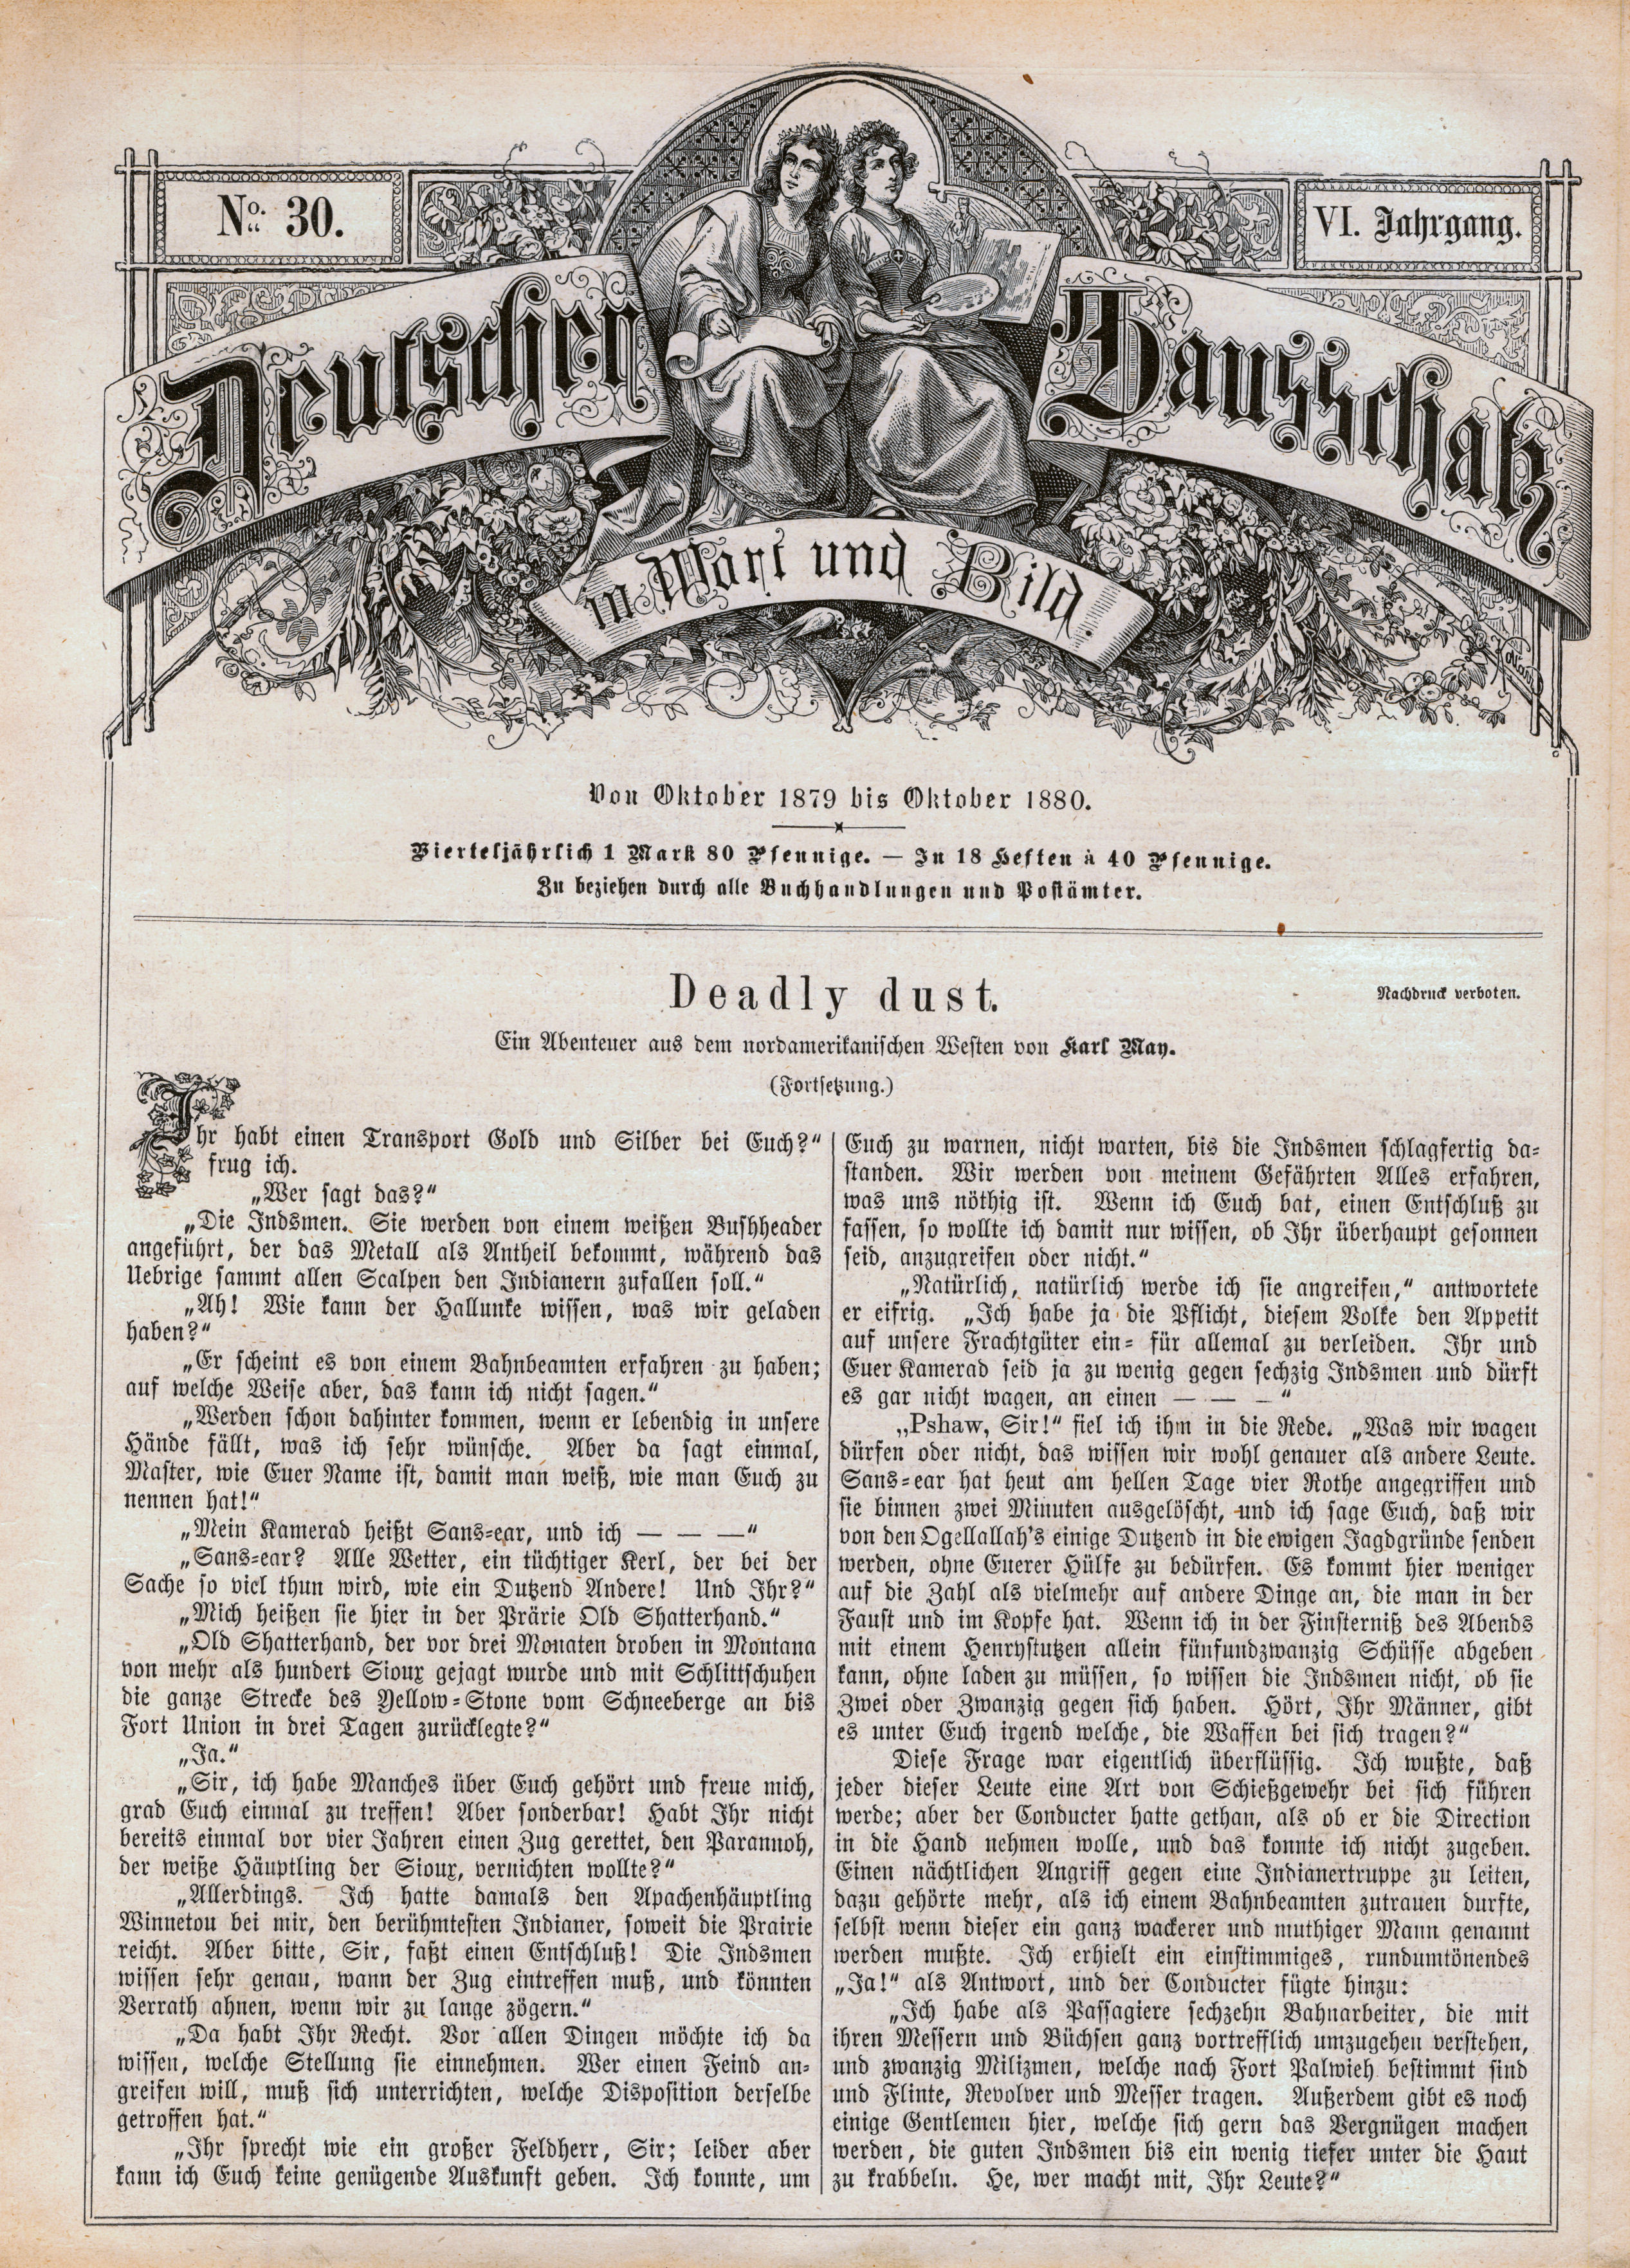 No. 30.
VI. Jahrgang.
Deutscher Hausschatz
in Wort und Bild.
Von Oktober 1879 bis Oktober 1880.
Vierteljährlich 1 Mark 80 Pfennige. — In 18 Heften à 40 Pfennige.
Zu beziehen durch alle Buchhandlungen und Postämter.
Deadly dust.
Nachdruck verboten.
Ein Abenteuer aus dem nordamerikanischen Westen von Karl May.
(Fortsetzung.)
Ihr habt einen Transport Gold und Silber bei Euch?“
frug ich.
„Wer sagt das?“
„Die Indsmen. Sie werden von einem weißen Bushheader
angeführt, der das Metall als Antheil bekommt, während das
Uebrige sammt allen Scalpen den Indianern zufallen soll.“
„Ah! Wie kann der Hallunke wissen, was wir geladen
haben?“
„Er scheint es von einem Bahnbeamten erfahren zu haben;
auf welche Weise aber, das kann ich nicht sagen.“
„Werden schon dahinter kommen, wenn er lebendig in unsere
Hände fällt, was ich sehr wünsche. Aber da sagt einmal,
Master, wie Euer Name ist, damit man weiß, wie man Euch zu
nennen hat!“
„Mein Kamerad heißt Sans-ear, und ich — — —“
„Sans-ear? Alle Wetter, ein tüchtiger Kerl, der bei der
Sache so viel thun wird, wie ein Dutzend Andere! Und Ihr?“
„Mich heißen sie hier in der Prärie Old Shatterhand.“
„Old Shatterhand, der vor drei Monaten droben in Montana
von mehr als hundert Sioux gejagt wurde und mit Schlittschuhen
die ganze Strecke des Yellow-Stone vom Schneeberge an bis
Fort Union in drei Tagen zurücklegte?“
„Ja.“
„Sir, ich habe Manches über Euch gehört und freue mich,
grad Euch einmal zu treffen! Aber sonderbar! Habt Ihr nicht
bereits einmal vor vier Jahren einen Zug gerettet, den Parannoh,
der weiße Häuptling der Sioux, vernichten wollte?“
„Allerdings. Ich hatte damals den Apachenhäuptling
Winnetou bei mir, den berühmtesten Indianer, soweit die Prairie
reicht. Aber bitte, Sir, faßt einen Entschluß! Die Indsmen
wissen sehr genau, wann der Zug eintreffen muß, und könnten
Verrath ahnen, wenn wir zu lange zögern.“
„Da habt Ihr Recht. Vor allen Dingen möchte ich da
wissen, welche Stellung sie einnehmen. Wer einen Feind an-
greifen will, muß sich unterrichten, welche Disposition derselbe
getroffen hat.“
„Ihr sprecht wie ein großer Feldherr, Sir; leider aber
kann ich Euch keine genügende Auskunft geben. Ich konnte, um
Euch zu warnen, nicht warten, bis die Indsmen schlagfertig da-
standen. Wir werden von meinem Gefährten Alles erfahren,
was uns nöthig ist. Wenn ich Euch bat, einen Entschluß zu
fassen, so wollte ich damit nur wissen, ob Ihr überhaupt gesonnen
seid, anzugreifen oder nicht.“
„Natürlich, natürlich werde ich sie angreifen,“ antwortete
er eifrig. „Ich habe ja die Pflicht, diesem Volke den Appetit
auf unsere Frachtgüter ein- für allemal zu verleiden. Ihr und
Euer Kamerad seid ja zu wenig gegen sechzig Indsmen und dürft
es gar nicht wagen, an einen — — —“
„Pshaw, Sir!“ fiel ich ihm in die Rede. „Was wir wagen
dürfen oder nicht, das wissen wir wohl genauer als andere Leute.
Sans-ear hat heut am hellen Tage vier Rothe angegriffen und
sie binnen zwei Minuten ausgelöscht, und ich sage Euch, daß wir
von den Ogellallah's einige Dutzend in die ewigen Jagdgründe senden
werden, ohne Euerer Hülfe zu bedürfen. Es kommt hier weniger
auf die Zahl als vielmehr auf andere Dinge an, die man in der
Faust und im Kopfe hat. Wenn ich in der Finsterniß des Abends
mit einem Henrystutzen allein fünfundzwanzig Schüsse abgeben
kann, ohne laden zu müssen, so wissen die Indsmen nicht, ob sie
Zwei oder Zwanzig gegen sich haben. Hört, Ihr Männer, gibt
es unter Euch irgend welche, die Waffen bei sich tragen?“
Diese Frage war eigentlich überflüssig. Ich wußte, daß
jeder dieser Leute eine Art von Schießgewehr bei sich führen
werde; aber der Conducter hatte gethan, als ob er die Direction
in die Hand nehmen wolle, und das konnte ich nicht zugeben.
Einen nächtlichen Angriff gegen eine Indianertruppe zu leiten,
dazu gehörte mehr, als ich einem Bahnbeamten zutrauen durfte,
selbst wenn dieser ein ganz wackerer und muthiger Mann genannt
werden mußte. Ich erhielt ein einstimmiges, rundumtönendes
„Ja!“ als Antwort, und der Conducter fügte hinzu:
„Ich habe als Passagiere sechzehn Bahnarbeiter, die mit
ihren Messern und Büchsen ganz vortrefflich umzugehen verstehen,
und zwanzig Milizmen, welche nach Fort Palwieh bestimmt sind
und Flinte, Revolver und Messer tragen. Außerdem gibt es noch
einige Gentlemen hier, welche sich gern das Vergnügen machen
werden, die guten Indsmen bis ein wenig tiefer unter die Haut
zu krabbeln. He, wer macht mit, Ihr Leute?“